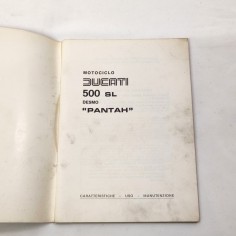 MOTOCICLO
DUCATI
500 SL
DESMO
"PANTAH"
CARATTERISTICHE - USO - MANUTENZIONE